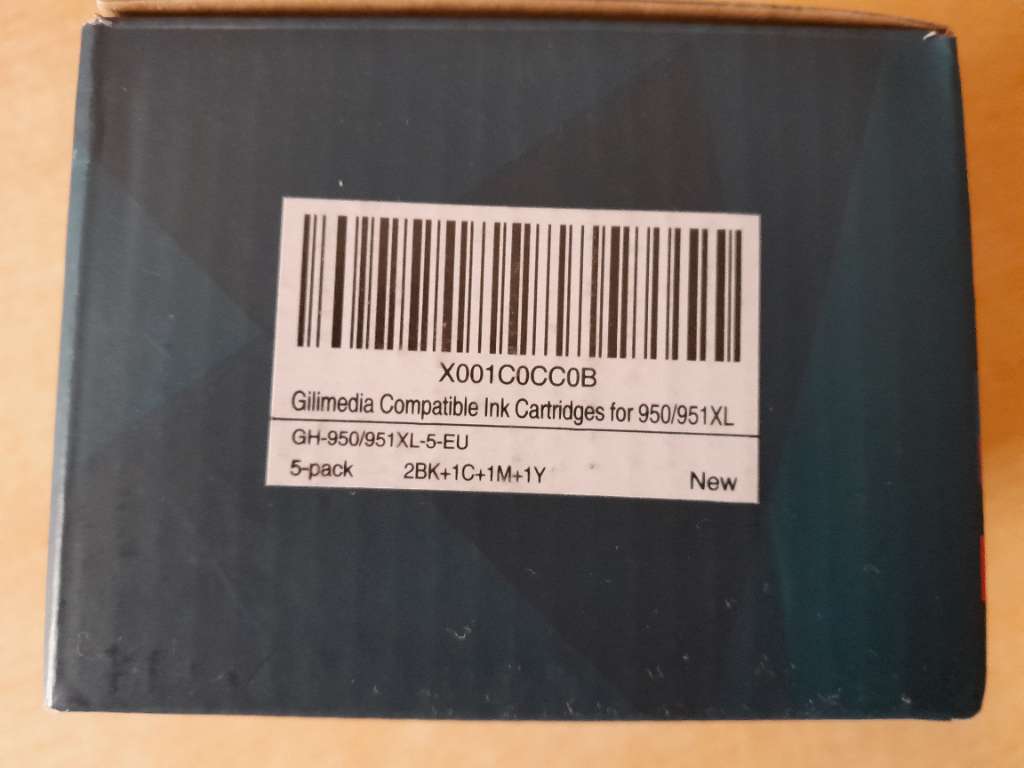 X001C0CC0B
Gilimedia Compatible Ink Cartridges for 950/951XL
GH-950/951XL-5-EU
5-pack 2BK+1C+1M+1Y New